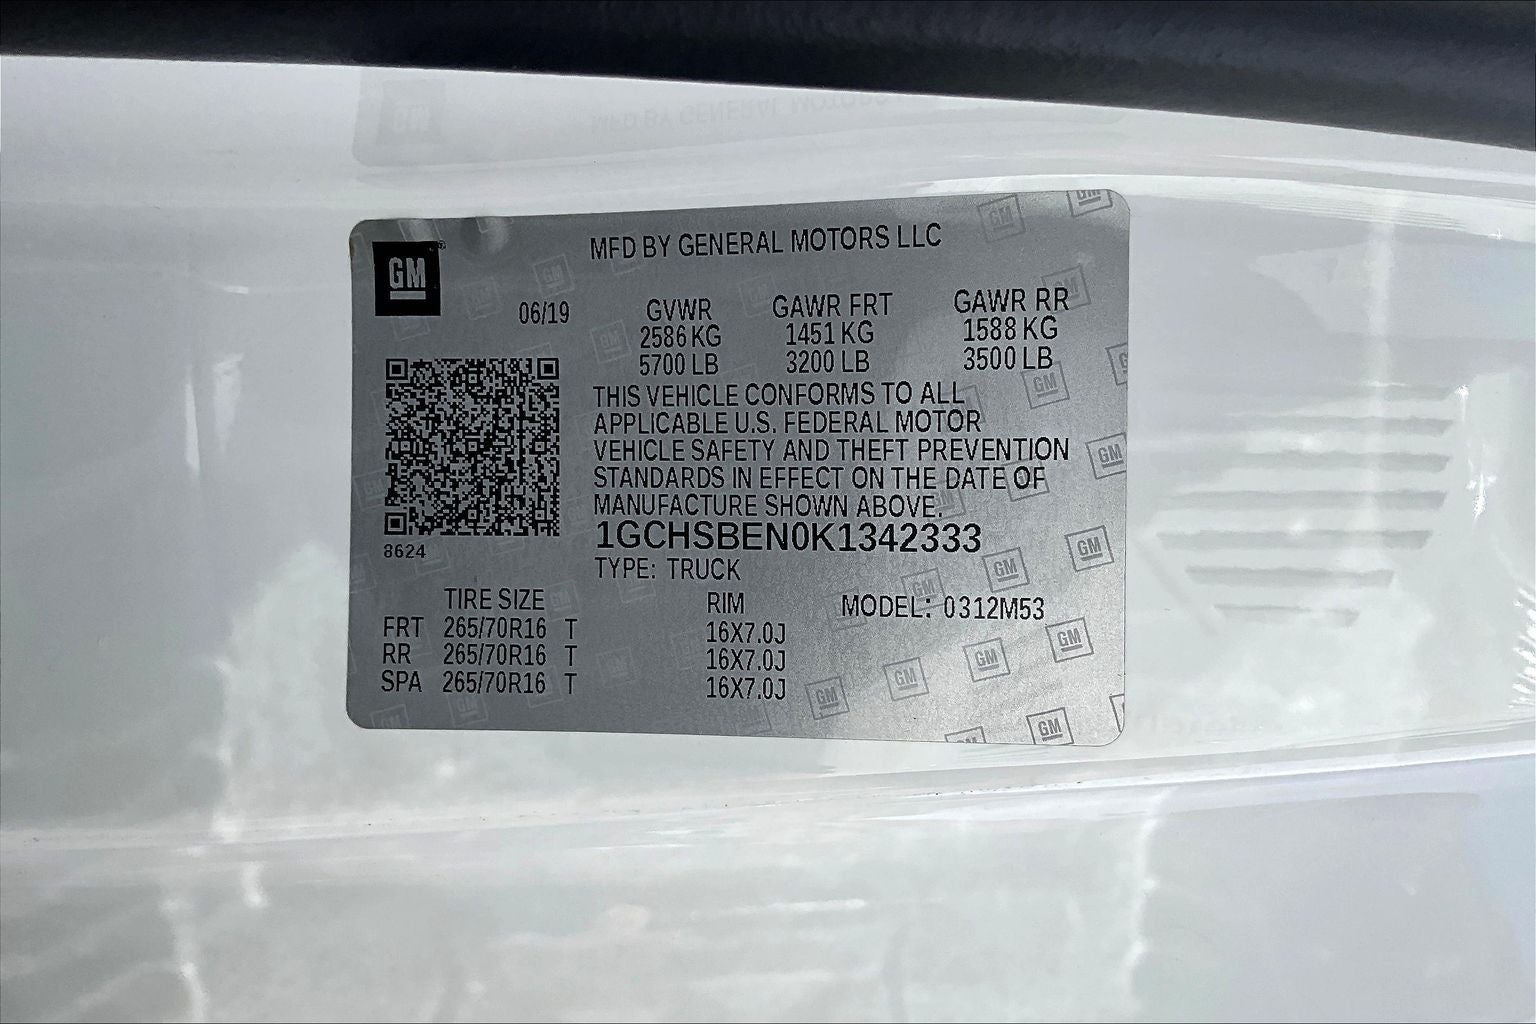 GM
MFD BY GENERAL MOTORS LLC
06/19 GVWR GAWR FRT GAWR RR
2586 KG 1451 KG 1588 KG
5700 LB 3200 LB 3500 LB
THIS VEHICLE CONFORMS TO ALL
APPLICABLE U.S. FEDERAL MOTOR
VEHICLE SAFETY AND THEFT PREVENTION
STANDARDS IN EFFECT ON THE DATE OF
MANUFACTURE SHOWN ABOVE.
1GCHSBEN0K1342333
8624
TYPE: TRUCK
TIRE SIZE RIM MODEL: 0312M53
FRT 265/70R16 T 16X7.0J
RR 265/70R16 T 16X7.0J
SPA 265/70R16 T 16X7.0J